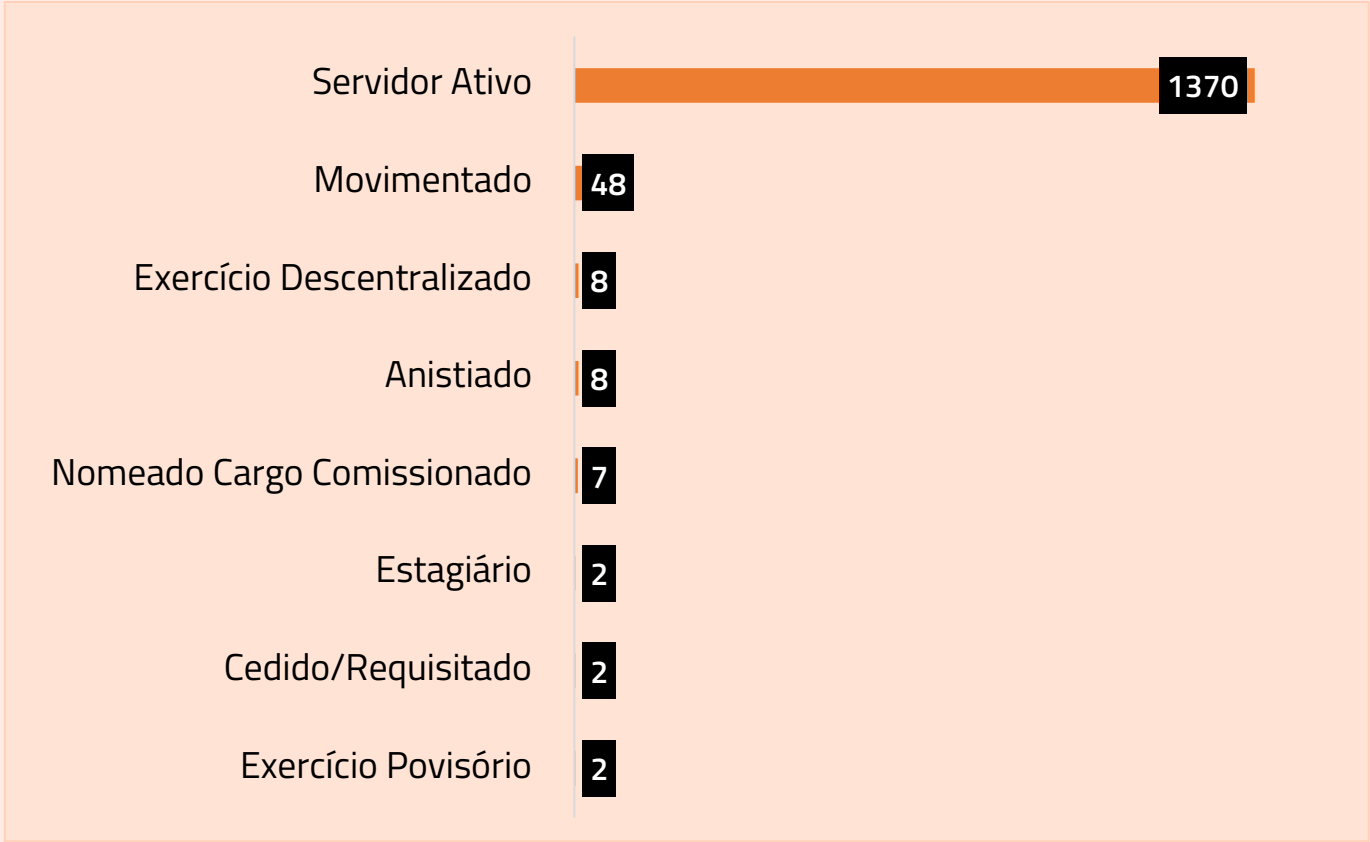 Servidor Ativo 1370
Movimentado 48
Exercício Descentralizado 8
Anistiado 8
Nomeado Cargo Comissionado 7
Estagiário 2
Cedido/Requisitado 2
Exercício Povisório 2